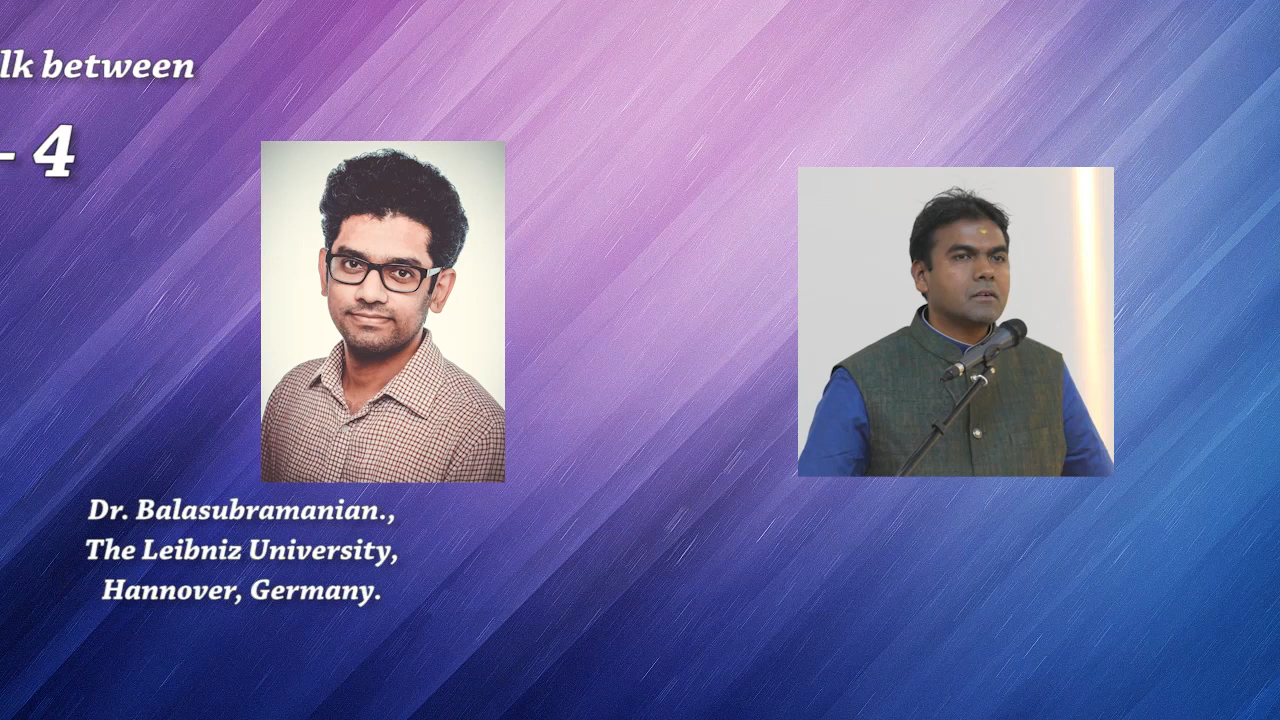 lk between
- 4
Dr. Balasubramanian.,
The Leibniz University,
Hannover, Germany.